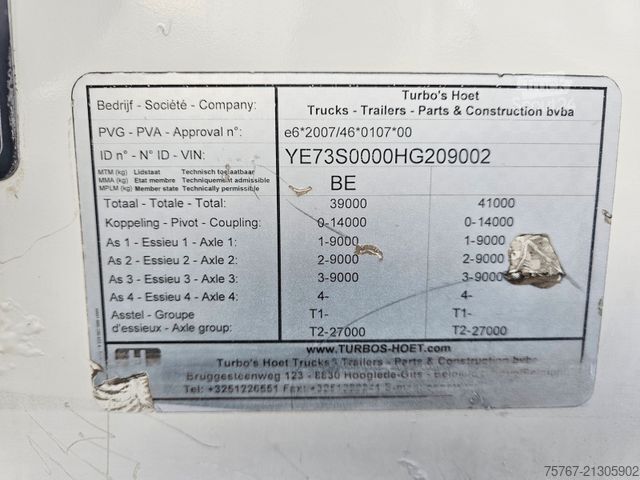 Turbo's Hoet
Bedrijf - Société - Company: Trucks - Trailers - Parts & Construction bvba
PVG - PVA - Approval n°: e6*2007/46*0107*00
ID n° - N° ID - VIN: YE73S0000HG209002
MTM (kg) Lidstaat Technisch toelaatbaar
MMA (kg) Etat membre Techniquement admissible
MPLM (kg) Member state Technically permissible
BE
Totaal - Totale - Total: 39000 41000
Koppeling - Pivot - Coupling: 0-14000 0-14000
As 1 - Essieu 1 - Axle 1: 1-9000 1-9000
As 2 - Essieu 2 - Axle 2: 2-9000 2-9000
As 3 - Essieu 3 - Axle 3: 3-9000 3-9000
As 4 - Essieu 4 - Axle 4: 4- 4-
Asstel - Groupe T1- T1-
d'essieux - Axle group: T2-27000 T2-27000
www.TURBOS-HOET.com
Turbo's Hoet Trucks - Trailers - Parts & Construction bvba
Bruggesteenweg 123 - 8830 Hooglede-Gits -
Tel: +3251226551 Fax:
75767-21305902